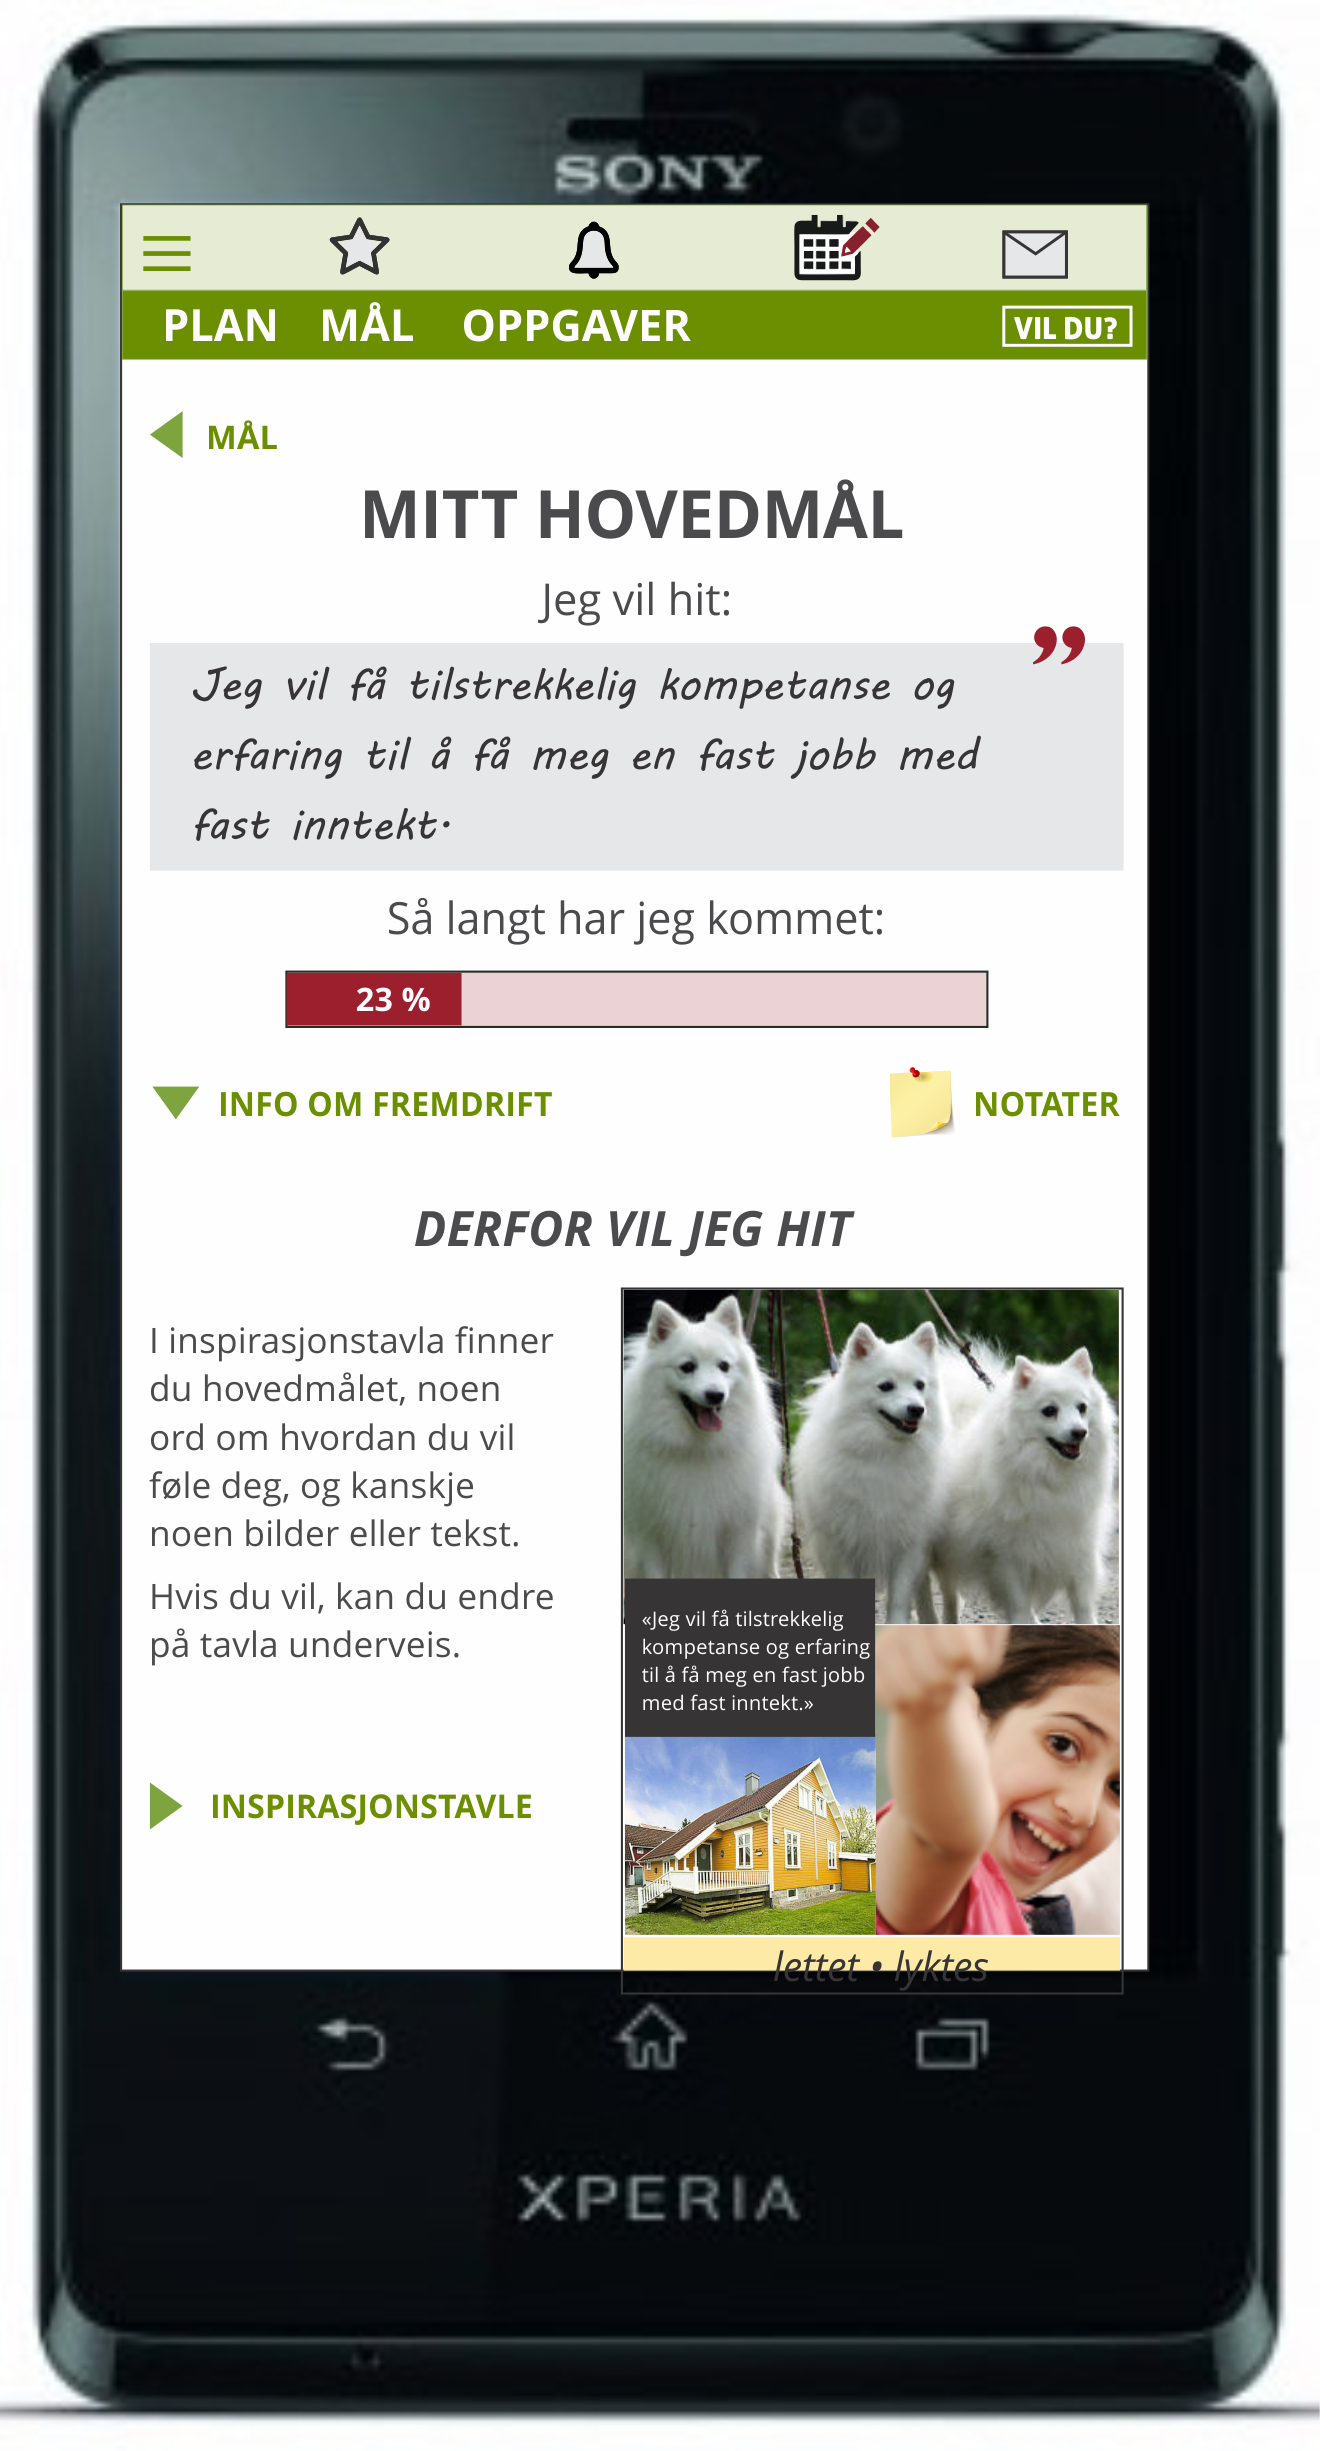 SONY
PLAN MÅL OPPGAVER VIL DU?
MÅL
MITT HOVEDMÅL
Jeg vil hit:
”
Jeg vil få tilstrekkelig kompetanse og
erfaring til å få meg en fast jobb med
fast inntekt.
Så langt har jeg kommet:
23 %
INFO OM FREMDRIFT
NOTATER
DERFOR VIL JEG HIT
I inspirasjonstavla finner
du hovedmålet, noen
ord om hvordan du vil
føle deg, og kanskje
noen bilder eller tekst.
Hvis du vil, kan du endre
på tavla underveis.
INSPIRASJONSTAVLE
«Jeg vil få tilstrekkelig
kompetanse og erfaring
til å få meg en fast jobb
med fast inntekt.»
lettet • lyktes
XPERIA